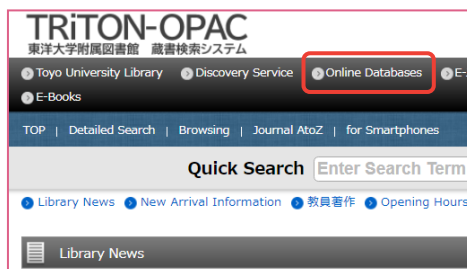 TRiTON-OPAC
東洋大学附属図書館 蔵書検索システム
Toyo University Library Discovery Service Online Databases E-
E-Books
TOP | Detailed Search | Browsing | Journal AtoZ | for Smartphones
Quick Search Enter Search Term
Library News New Arrival Information 教員著作 Opening Hours
Library News